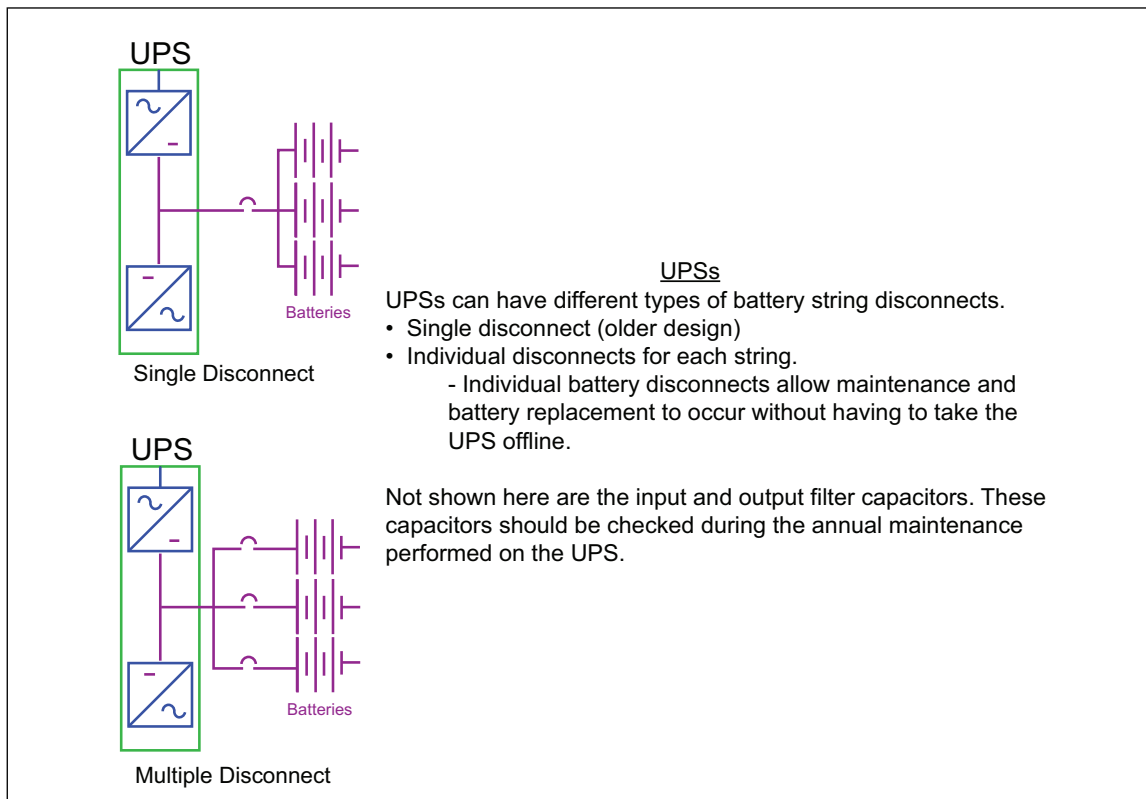 UPS
Batteries
Single Disconnect
UPS
Batteries
Multiple Disconnect
UPSs
UPSs can have different types of battery string disconnects.
• Single disconnect (older design)
• Individual disconnects for each string.
- Individual battery disconnects allow maintenance and
battery replacement to occur without having to take the
UPS offline.
Not shown here are the input and output filter capacitors. These
capacitors should be checked during the annual maintenance
performed on the UPS.